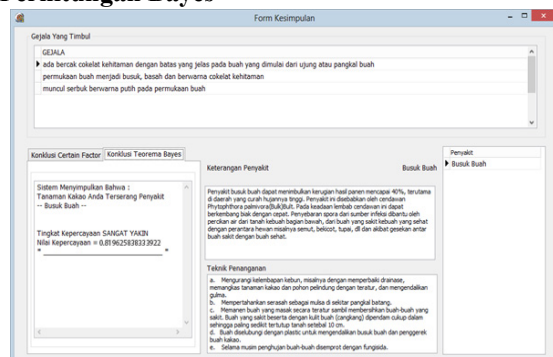 Perhitungan Bayes
Form Kesimpulan
Gejala Yang Timbul
GEJALA
ada bercak cokelat kehitaman dengan batas yang jelas pada buah yang dimulai dari ujung atau pangkal buah
permukaan buah menjadi busuk, basah dan berwarna cokelat kehitaman
muncul serbuk berwarna putih pada permukaan buah
Konklusi Certain Factor
Konklusi Teorema Bayes
Sistem Menyimpulkan Bahwa :
Tanaman Kakao Anda Terserang Penyakit
-- Busuk Buah --
Tingkat Kepercayaan SANGAT YAKIN
Nilai Kepercayaan = 0.819625838333922
*____________________*
Keterangan Penyakit
Busuk Buah
Penyakit busuk buah dapat menimbulkan kerugian hasil panen mencapai 40%, terutama
di daerah yang curah hujannya tinggi. Penyakit ini disebabkan oleh cendawan
Phytophthora palmivora(Bulk)Bult. Pada keadaan lembab cendawan ini dapat
berkembang biak dengan cepat. Penyebaran spora dari sumber infeksi dibantu oleh
percikan air dari tanah kebuah bagian bawah, dari buah yang sakit kebuah yang sehat
dengan perantara hewan misalnya semut, bekicot, tupai, dll dan akibat gesekan antar
buah sakit dengan buah sehat.
Teknik Penanganan
a. Mengurangi kelembapan kebun, misalnya dengan memperbaiki drainase,
memangkas tanaman kakao dan pohon pelindung dengan teratur, dan mengendalikan
gulma.
b. Mempertahankan serasah sebagai mulsa di sekitar pangkal batang.
c. Memanen buah yang masak secara teratur sambil membersihkan buah-buah yang
sakit. Buah yang sakit beserta dengan kulit buah (cangkang) dipendam cukup dalam
sehingga paling sedikit tertutup tanah setebal 10 cm.
d. Buah diselubungi dengan plastic untuk mengendalikan busuk buah dan penggerek
buah kakao.
e. Selama musim penghujan buah-buah disemprot dengan fungisida.
Penyakit
Busuk Buah